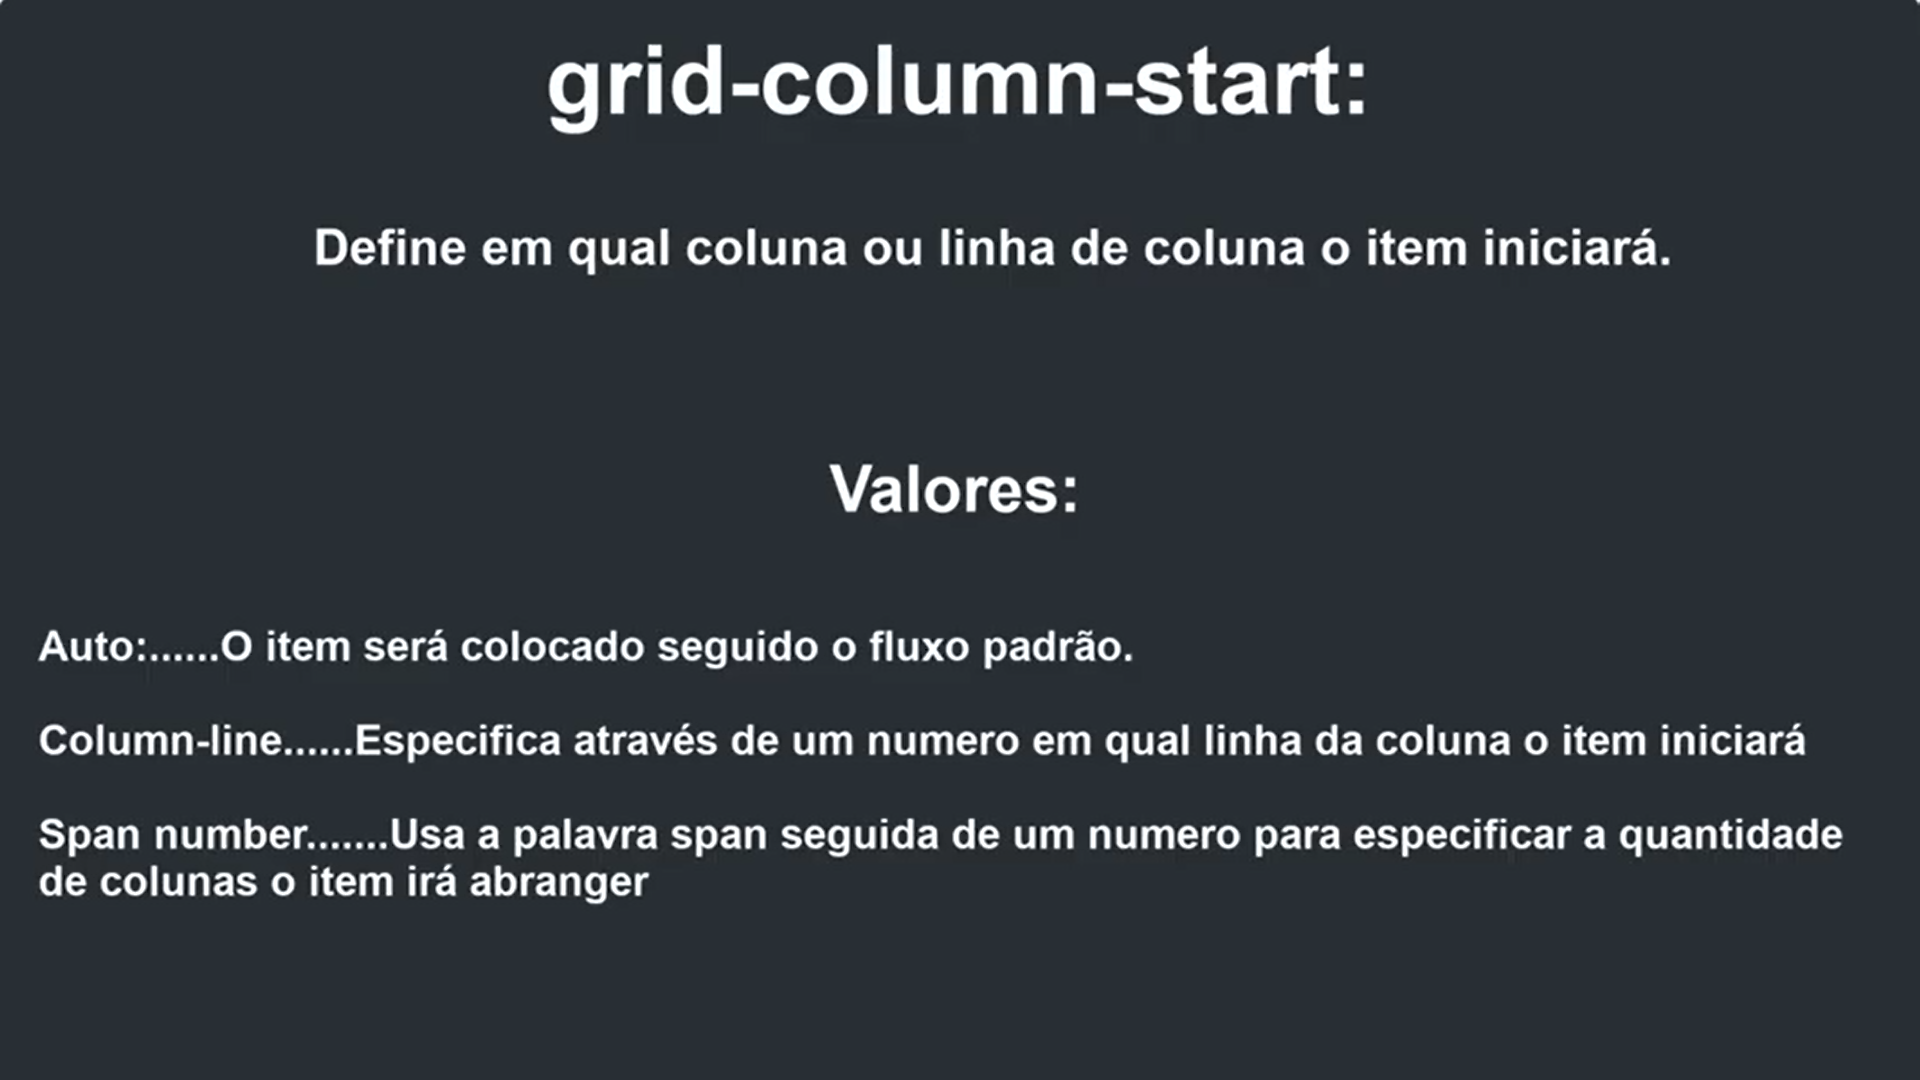 grid-column-start:
Define em qual coluna ou linha de coluna o item iniciará.
Valores:
Auto:......O item será colocado seguido o fluxo padrão.
Column-line......Especifica através de um numero em qual linha da coluna o item iniciará
Span number.......Usa a palavra span seguida de um numero para especificar a quantidade
de colunas o item irá abranger